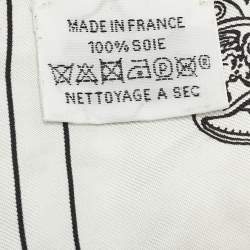 MADE IN FRANCE
100% SOIE
P
NETTOYAGE A SEC